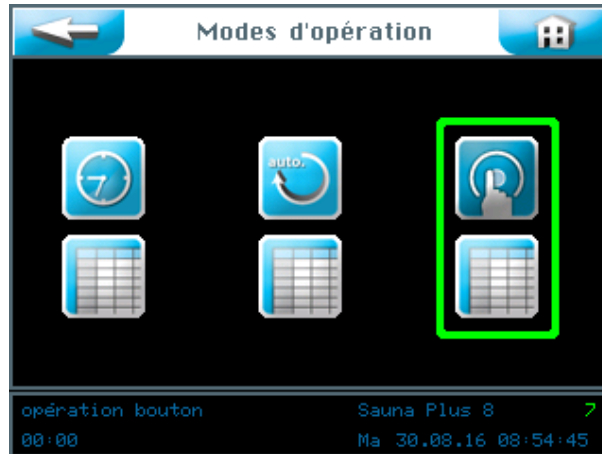 Modes d'opération
auto.
opération bouton Sauna Plus 8 7
00:00 Ma 30.08.16 08:54:45